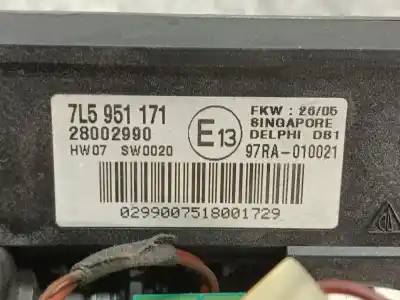 7L5 951 171
28002990
HW07 SW0020
E13
FKW : 26/05
SINGAPORE
DELPHI DB1
97RA-010021
0299007518001729